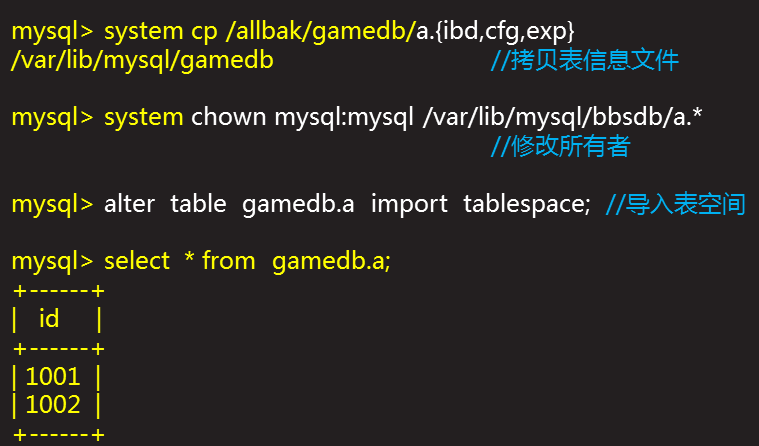 mysql> system cp /allbak/gamedb/a.{ibd,cfg,exp}
/var/lib/mysql/gamedb //拷贝表信息文件
mysql> system chown mysql:mysql /var/lib/mysql/bbsdb/a.*
//修改所有者
mysql> alter table gamedb.a import tablespace; //导入表空间
mysql> select * from gamedb.a;
+------+
| id |
+------+
| 1001 |
| 1002 |
+------+